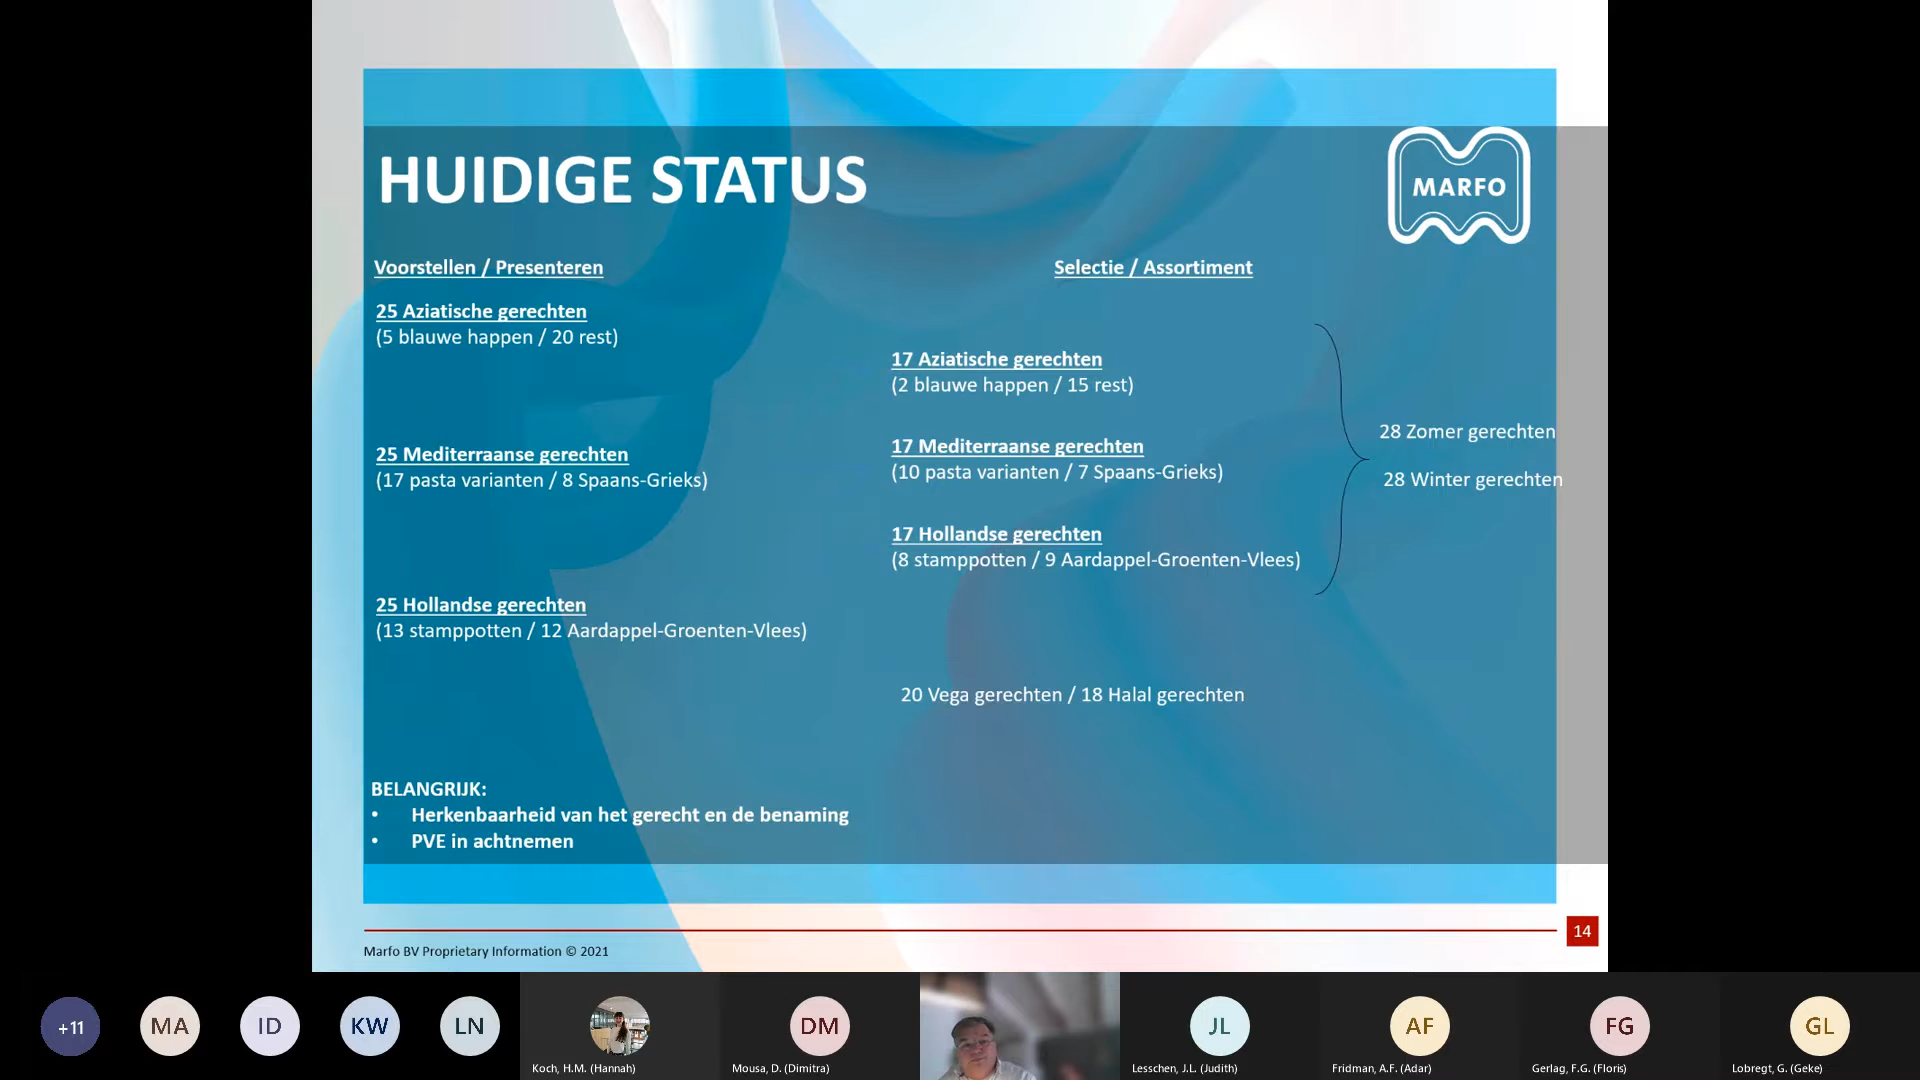 HUIDIGE STATUS
MARFO
Voorstellen / Presenteren
25 Aziatische gerechten
(5 blauwe happen / 20 rest)
25 Mediterraanse gerechten
(17 pasta varianten / 8 Spaans-Grieks)
25 Hollandse gerechten
(13 stamppotten / 12 Aardappel-Groenten-Vlees)
Selectie / Assortiment
17 Aziatische gerechten
(2 blauwe happen / 15 rest)
17 Mediterraanse gerechten
(10 pasta varianten / 7 Spaans-Grieks)
17 Hollandse gerechten
(8 stamppotten / 9 Aardappel-Groenten-Vlees)
28 Zomer gerechten
28 Winter gerechten
20 Vega gerechten / 18 Halal gerechten
BELANGRIJK:
• Herkenbaarheid van het gerecht en de benaming
• PVE in achtnemen
14
Marfo BV Proprietary Information © 2021
+11
MA
ID
KW
LN
Koch, H.M. (Hannah)
DM
Mousa, D. (Dimitra)
JL
Lesschen, J.L. (Judith)
AF
Fridman, A.F. (Adar)
FG
Gerlag, F.G. (Floris)
GL
Lobregt, G. (Geke)